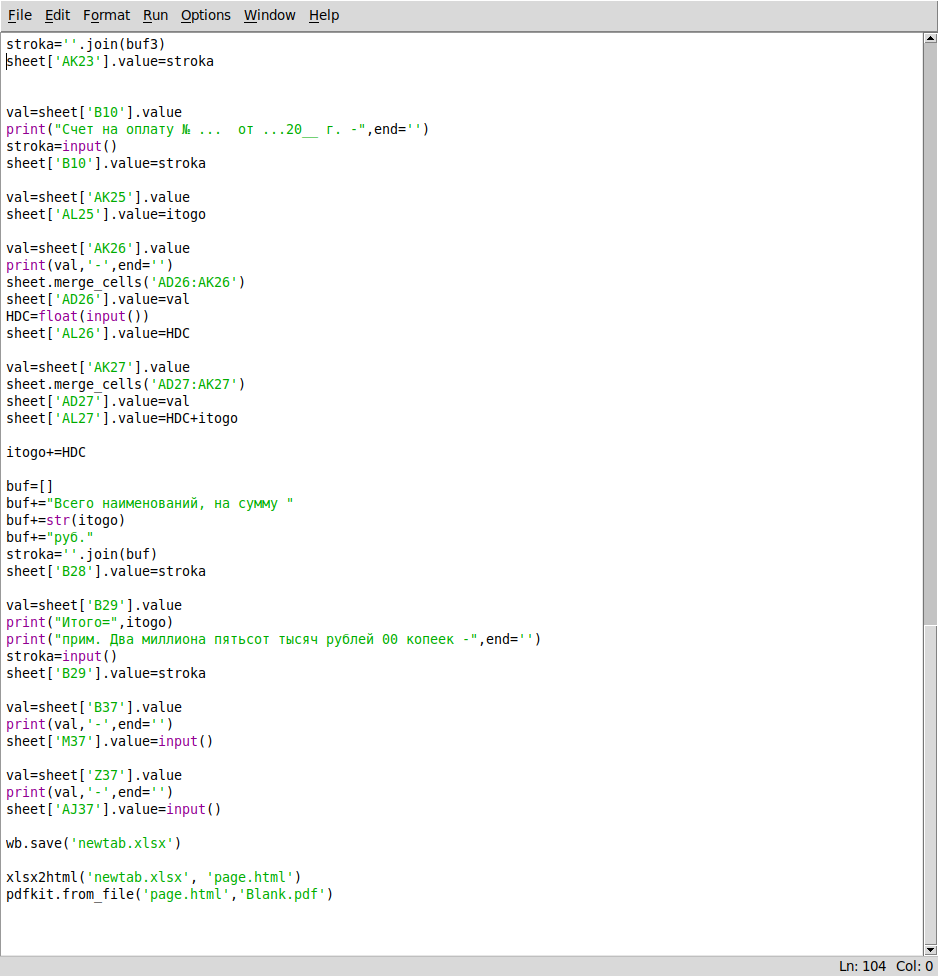 File Edit Format Run Options Window Help
stroka=''.join(buf3)
sheet['AK23'].value=stroka
val=sheet['B10'].value
print("Счет на оплату № ...  от ...20__ г. -",end='')
stroka=input()
sheet['B10'].value=stroka
val=sheet['AK25'].value
sheet['AL25'].value=itogo
val=sheet['AK26'].value
print(val,'-',end='')
sheet.merge_cells('AD26:AK26')
sheet['AD26'].value=val
HDC=float(input())
sheet['AL26'].value=HDC
val=sheet['AK27'].value
sheet.merge_cells('AD27:AK27')
sheet['AD27'].value=val
sheet['AL27'].value=HDC+itogo
itogo+=HDC
buf=[]
buf+="Всего наименований, на сумму "
buf+=str(itogo)
buf+="руб."
stroka=''.join(buf)
sheet['B28'].value=stroka
val=sheet['B29'].value
print("Итого=",itogo)
print("прим. Два миллиона пятьсот тысяч рублей 00 копеек -",end='')
stroka=input()
sheet['B29'].value=stroka
val=sheet['B37'].value
print(val,'-',end='')
sheet['M37'].value=input()
val=sheet['Z37'].value
print(val,'-',end='')
sheet['AJ37'].value=input()
wb.save('newtab.xlsx')
xlsx2html('newtab.xlsx', 'page.html')
pdfkit.from_file('page.html','Blank.pdf')
Ln: 104 Col: 0